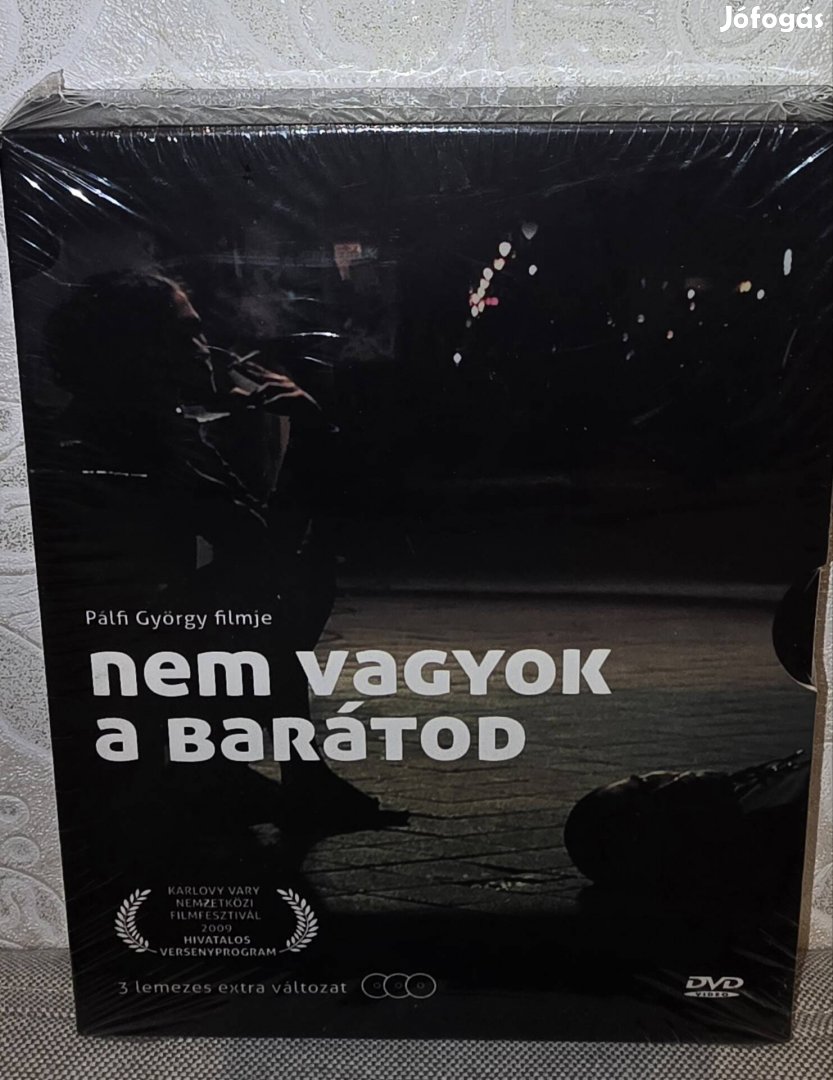 Jófogás
Pálfi György filmje
nem vagyok
a barátod
KARLOVY VARY
NEMZETKÖZI
FILMFESZTIVÁL
2009
HIVATALOS
VERSENYPROGRAM
3 lemezes extra változat
DVD
VIDEO